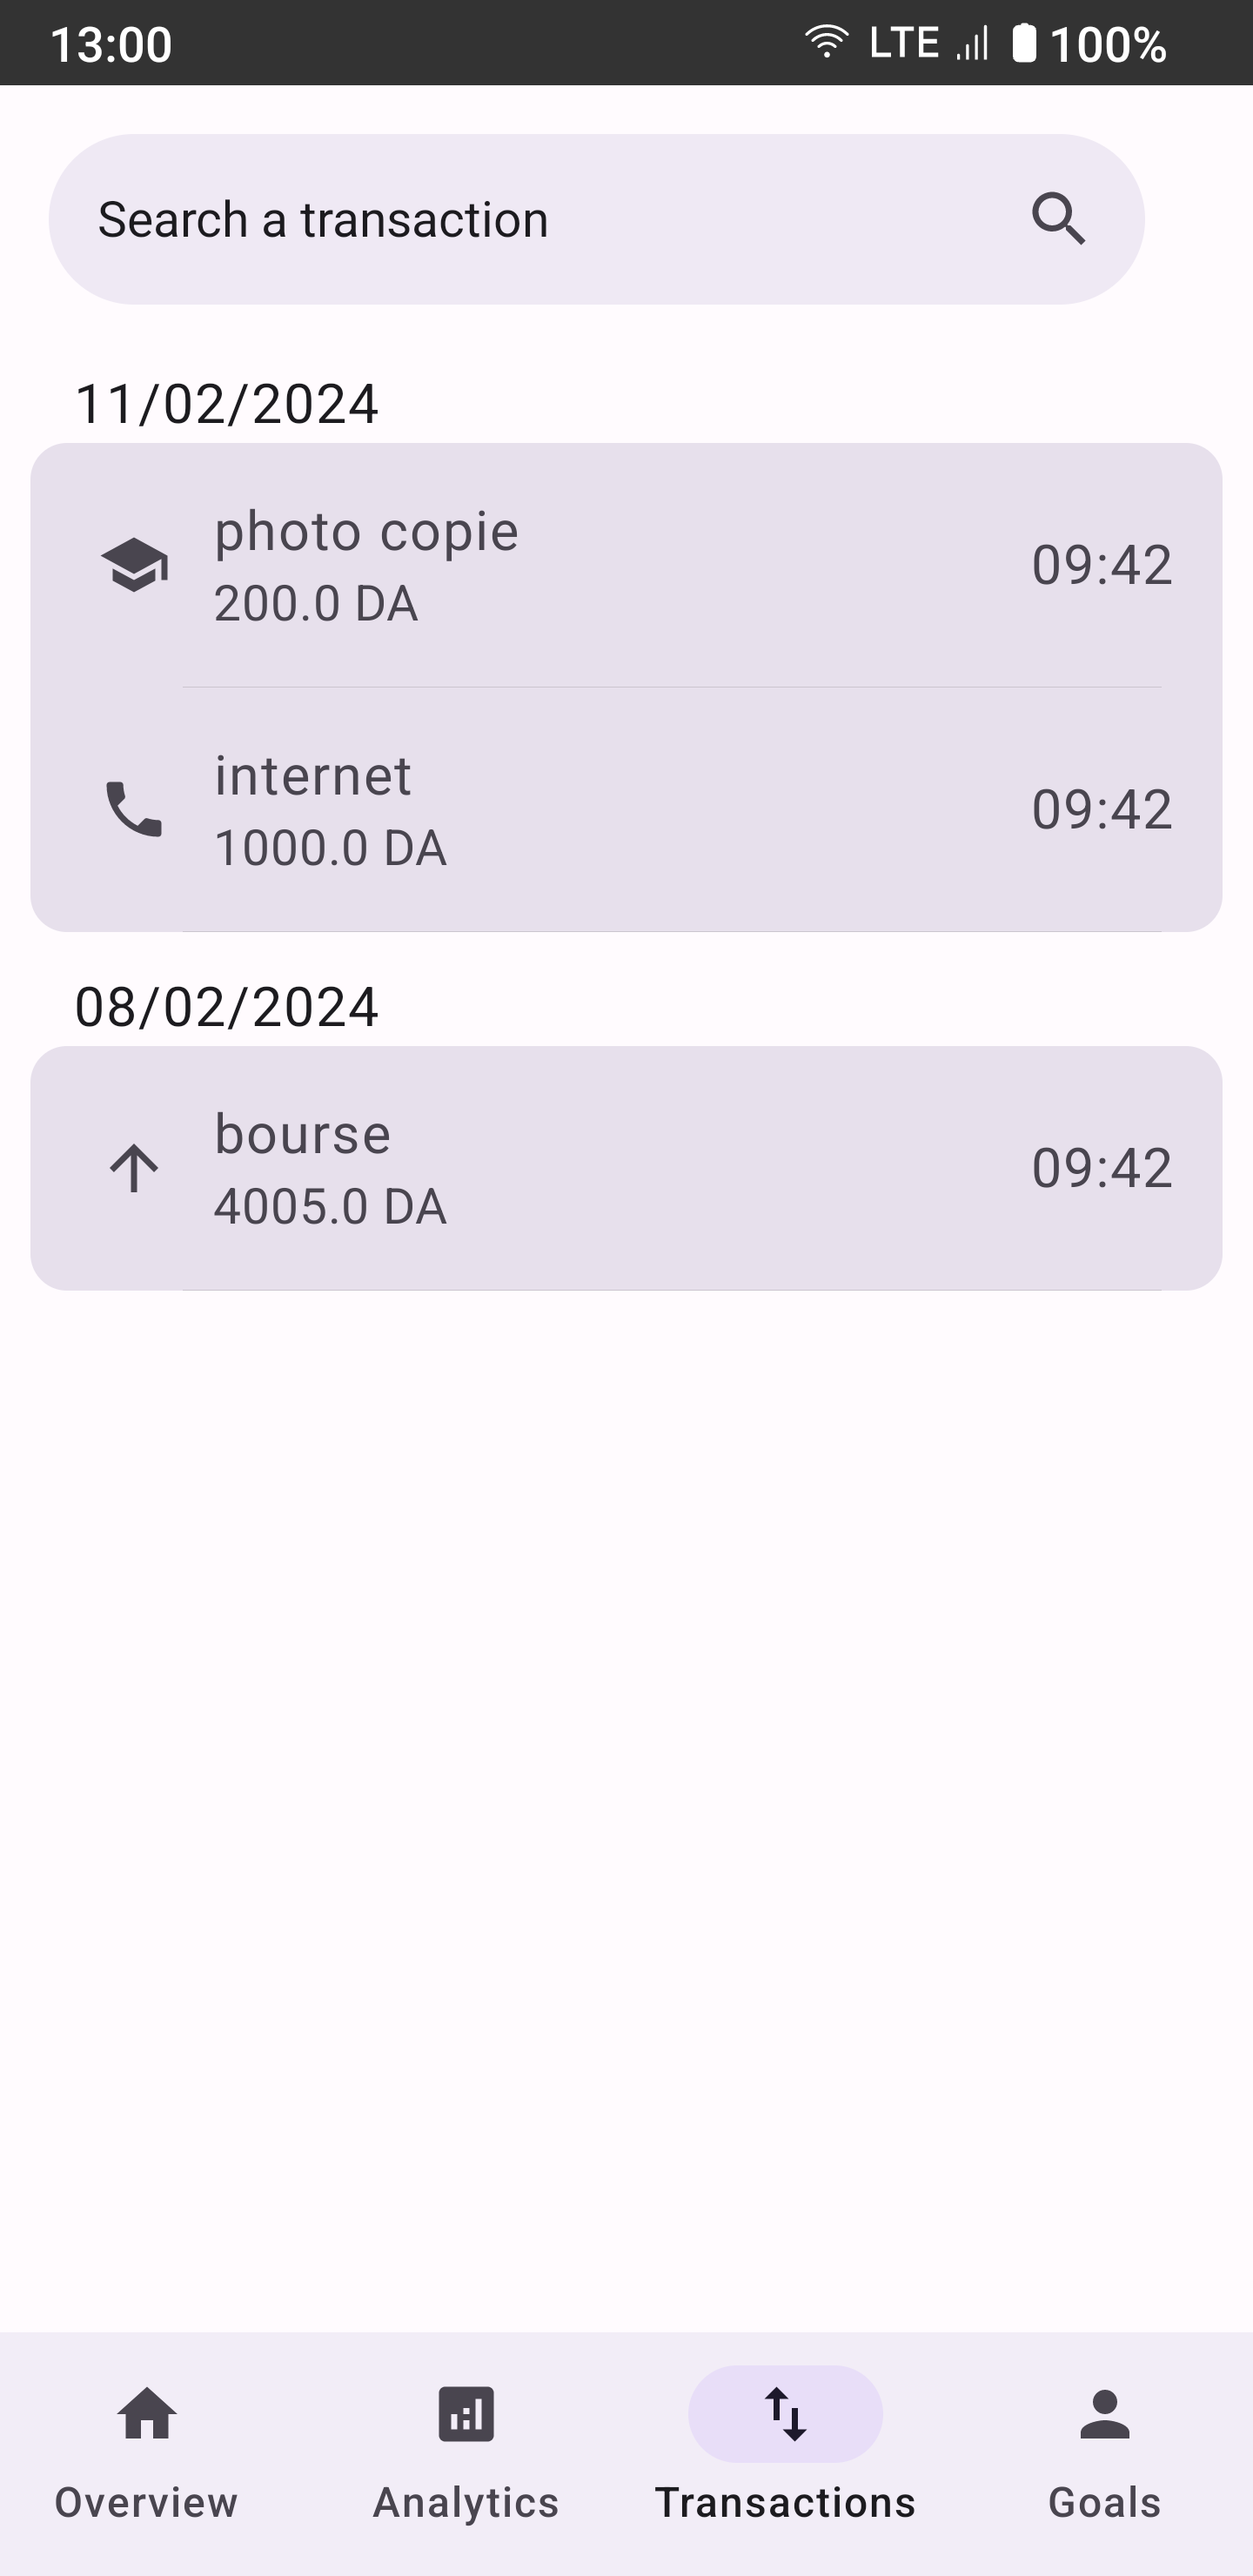 13:00 LTE 100%
Search a transaction
11/02/2024
photo copie
200.0 DA
09:42
internet
1000.0 DA
09:42
08/02/2024
bourse
4005.0 DA
09:42
Overview Analytics Transactions Goals